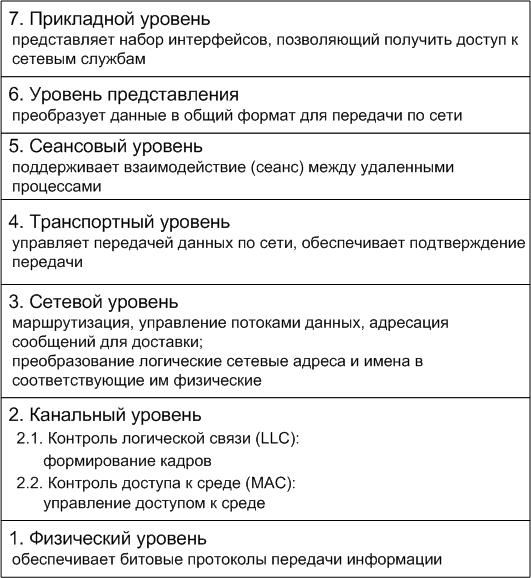 7. Прикладной уровень
представляет набор интерфейсов, позволяющий получить доступ к
сетевым службам
6. Уровень представления
преобразует данные в общий формат для передачи по сети
5. Сеансовый уровень
поддерживает взаимодействие (сеанс) между удаленными
процессами
4. Транспортный уровень
управляет передачей данных по сети, обеспечивает подтверждение
передачи
3. Сетевой уровень
маршрутизация, управление потоками данных, адресация
сообщений для доставки;
преобразование логические сетевые адреса и имена в
соответствующие им физические
2. Канальный уровень
2.1. Контроль логической связи (LLC):
формирование кадров
2.2. Контроль доступа к среде (MAC):
управление доступом к среде
1. Физический уровень
обеспечивает битовые протоколы передачи информации